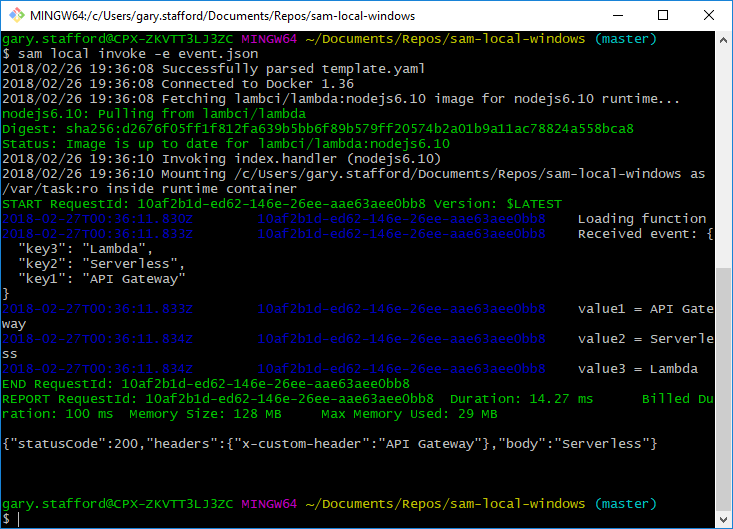 MINGW64:/c/Users/gary.stafford/Documents/Repos/sam-local-windows
gary.stafford@CPX-ZKVTT3LJ3ZC MINGW64 ~/Documents/Repos/sam-local-windows (master)
$ sam local invoke -e event.json
2018/02/26 19:36:08 Successfully parsed template.yaml
2018/02/26 19:36:08 Connected to Docker 1.36
2018/02/26 19:36:08 Fetching lambci/lambda:nodejs6.10 image for nodejs6.10 runtime...
nodejs6.10: Pulling from lambci/lambda
Digest: sha256:d2676f05ff1f812fa639b5bb6f89b579ff20574b2a01b9a11ac78824a558bca8
Status: Image is up to date for lambci/lambda:nodejs6.10
2018/02/26 19:36:10 Invoking index.handler (nodejs6.10)
2018/02/26 19:36:10 Mounting /c/Users/gary.stafford/Documents/Repos/sam-local-windows as
/var/task:ro inside runtime container
START RequestId: 10af2b1d-ed62-146e-26ee-aae63aee0bb8 Version: $LATEST
2018-02-27T00:36:11.830Z 10af2b1d-ed62-146e-26ee-aae63aee0bb8 Loading function
2018-02-27T00:36:11.833Z 10af2b1d-ed62-146e-26ee-aae63aee0bb8 Received event: {
"key3": "Lambda",
"key2": "Serverless",
"key1": "API Gateway"
}
2018-02-27T00:36:11.833Z 10af2b1d-ed62-146e-26ee-aae63aee0bb8 value1 = API Gate
way
2018-02-27T00:36:11.834Z 10af2b1d-ed62-146e-26ee-aae63aee0bb8 value2 = Serverle
ss
2018-02-27T00:36:11.834Z 10af2b1d-ed62-146e-26ee-aae63aee0bb8 value3 = Lambda
END RequestId: 10af2b1d-ed62-146e-26ee-aae63aee0bb8
REPORT RequestId: 10af2b1d-ed62-146e-26ee-aae63aee0bb8 Duration: 14.27 ms Billed Du
ration: 100 ms Memory Size: 128 MB Max Memory Used: 29 MB
{"statusCode":200,"headers":{"x-custom-header":"API Gateway"},"body":"Serverless"}
gary.stafford@CPX-ZKVTT3LJ3ZC MINGW64 ~/Documents/Repos/sam-local-windows (master)
$